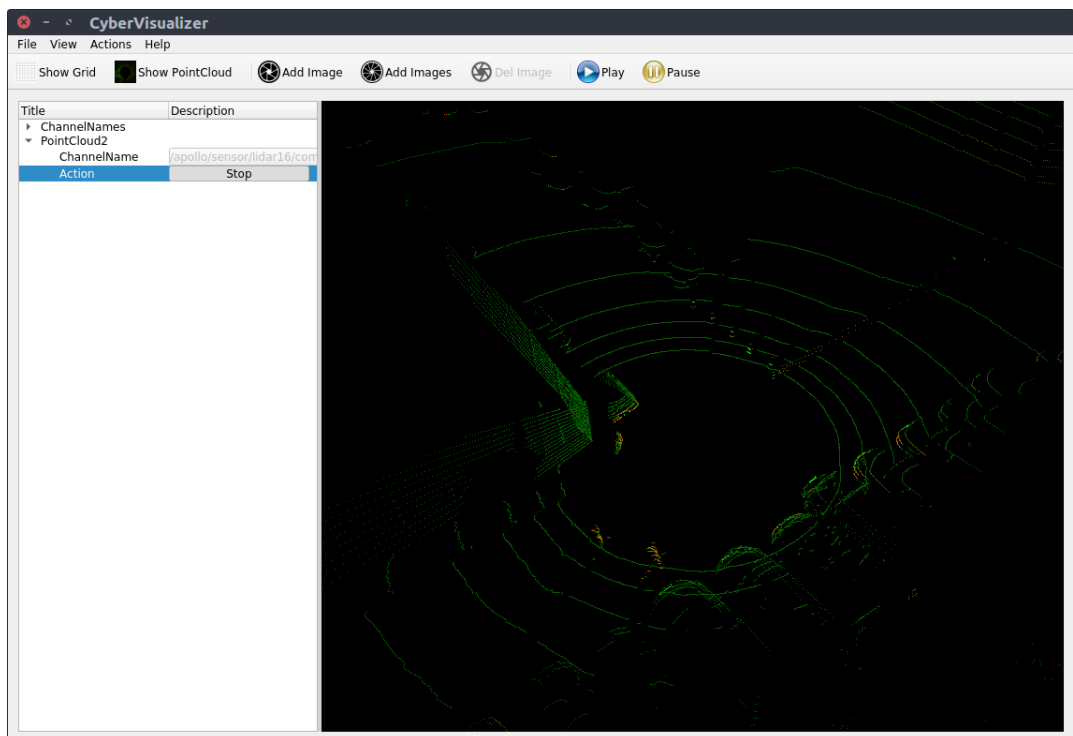 CyberVisualizer
File View Actions Help
Show Grid Show PointCloud Add Image Add Images Del Image Play Pause
Title Description
ChannelNames
PointCloud2
ChannelName /apollo/sensor/lidar16/com
Action Stop